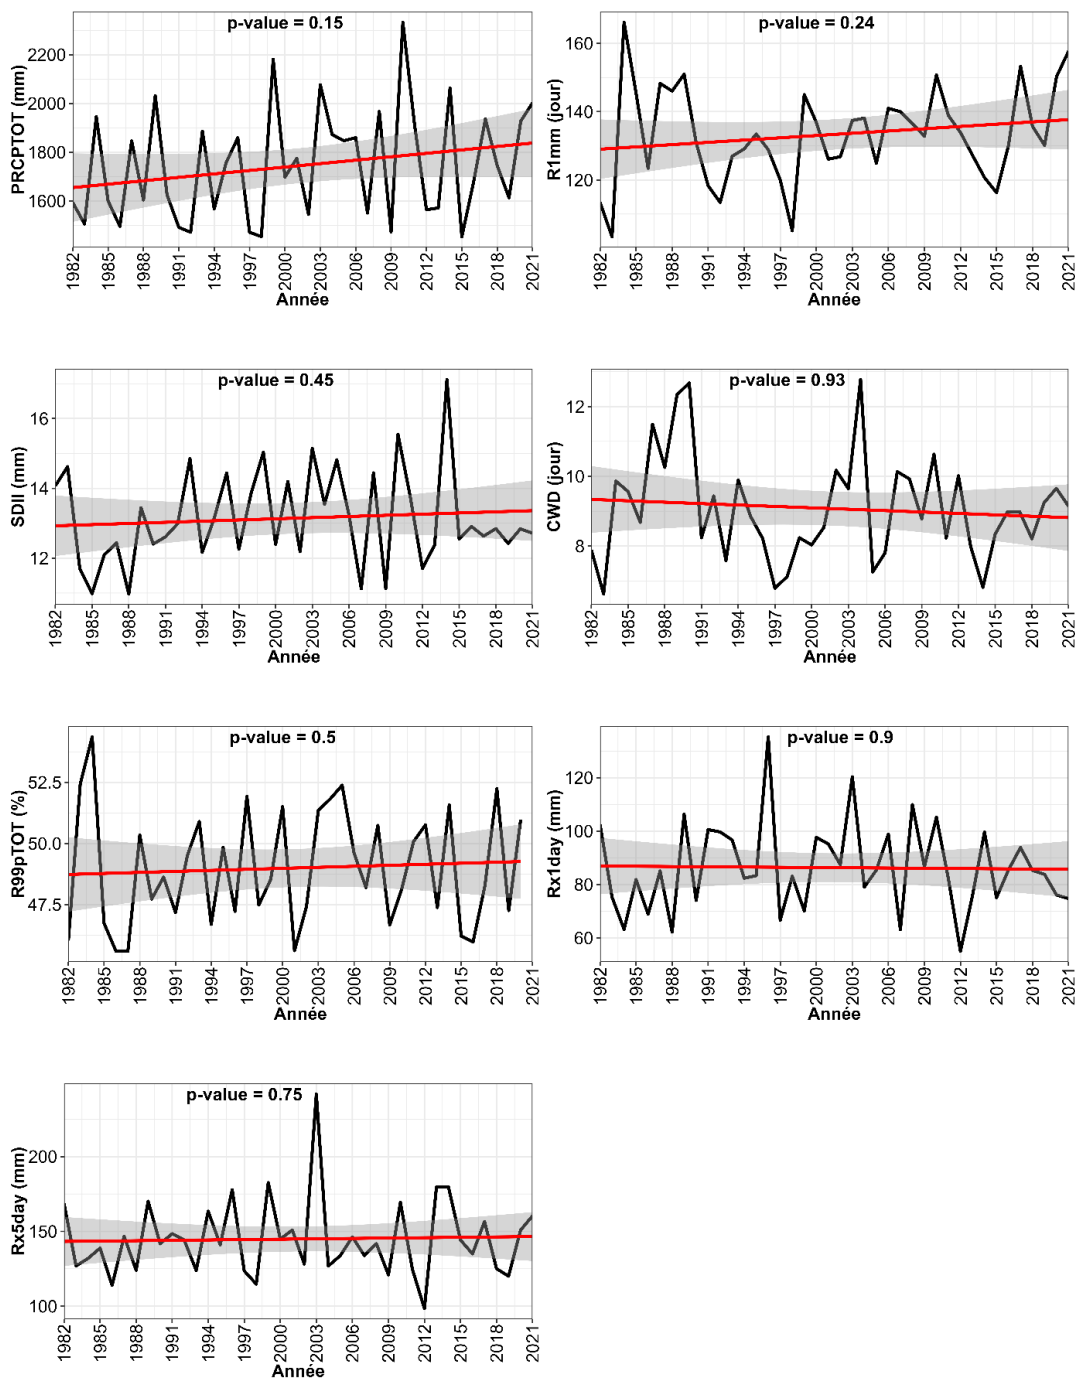 p-value = 0.15
PRCPTOT (mm)
2200
2000
1800
1600
1982 1985 1988 1991 1994 1997 2000 2003 2006 2009 2012 2015 2018 2021
Année
p-value = 0.24
R1mm (jour)
160
140
120
1982 1985 1988 1991 1994 1997 2000 2003 2006 2009 2012 2015 2018 2021
Année
p-value = 0.45
SDII (mm)
16
14
12
1982 1985 1988 1991 1994 1997 2000 2003 2006 2009 2012 2015 2018 2021
Année
p-value = 0.93
CWD (jour)
12
10
8
1982 1985 1988 1991 1994 1997 2000 2003 2006 2009 2012 2015 2018 2021
Année
p-value = 0.5
R99pTOT (%)
52.5
50.0
47.5
1982 1985 1988 1991 1994 1997 2000 2003 2006 2009 2012 2015 2018 2021
Année
p-value = 0.9
Rx1day (mm)
120
100
80
60
1982 1985 1988 1991 1994 1997 2000 2003 2006 2009 2012 2015 2018 2021
Année
p-value = 0.75
Rx5day (mm)
200
150
100
1982 1985 1988 1991 1994 1997 2000 2003 2006 2009 2012 2015 2018 2021
Année